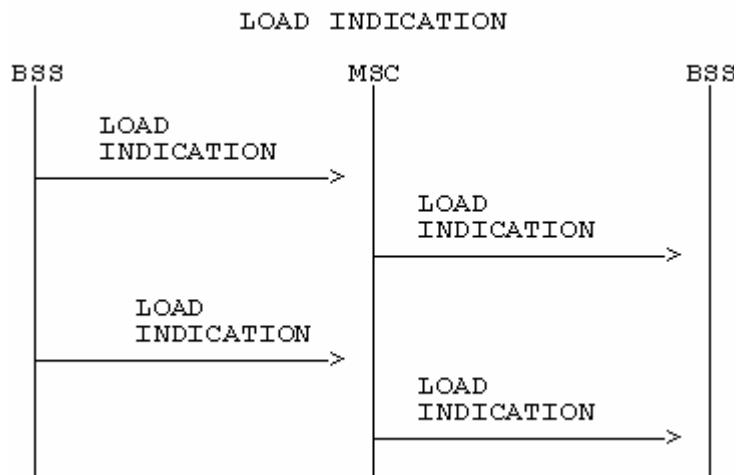 LOAD INDICATION
BSS MSC BSS
LOAD
INDICATION
LOAD
INDICATION
LOAD
INDICATION
LOAD
INDICATION